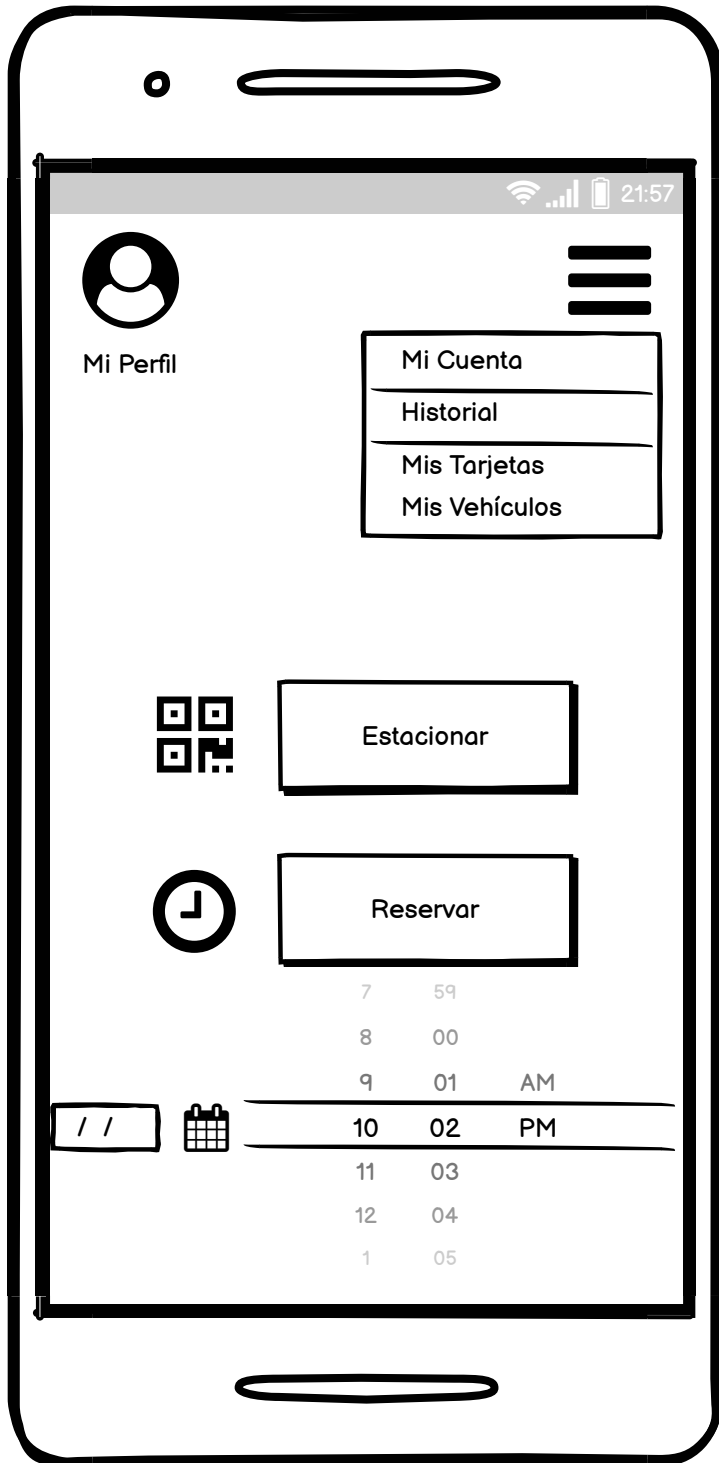 21:57
Mi Perfil
Mi Cuenta
Historial
Mis Tarjetas
Mis Vehículos
Estacionar
Reservar
7 59
8 00
9 01 AM
/ / 10 02 PM
11 03
12 04
1 05